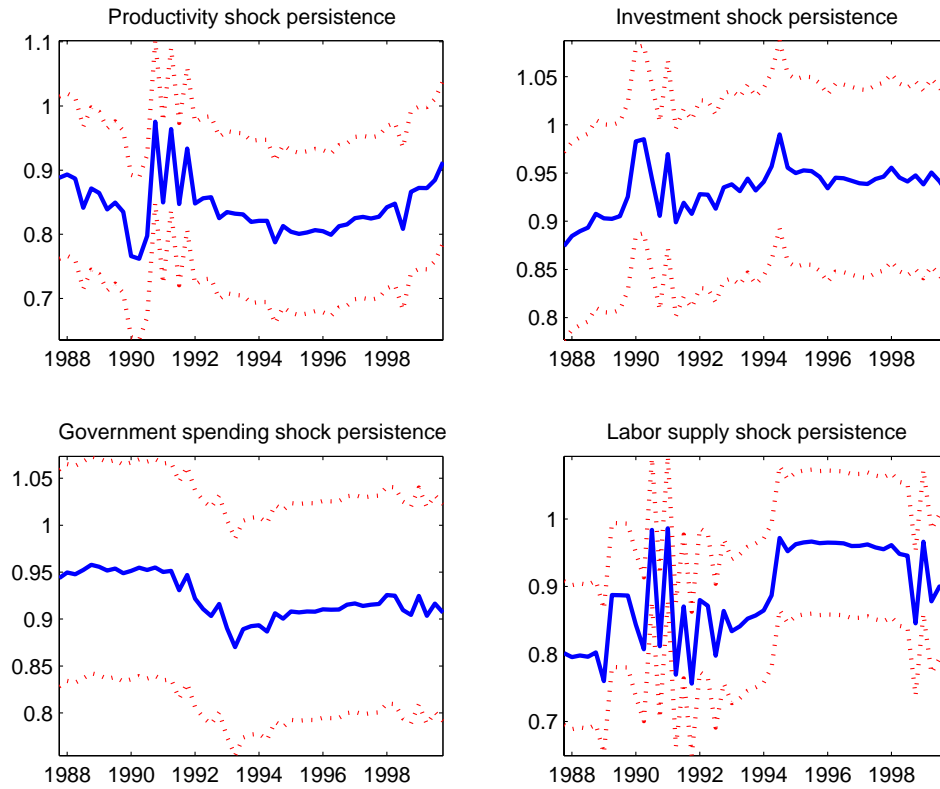 Productivity shock persistence
1.1
1
0.9
0.8
0.7
1988 1990 1992 1994 1996 1998
Investment shock persistence
1.05
1
0.95
0.9
0.85
0.8
1988 1990 1992 1994 1996 1998
Government spending shock persistence
1.05
1
0.95
0.9
0.85
0.8
1988 1990 1992 1994 1996 1998
Labor supply shock persistence
1
0.9
0.8
0.7
1988 1990 1992 1994 1996 1998